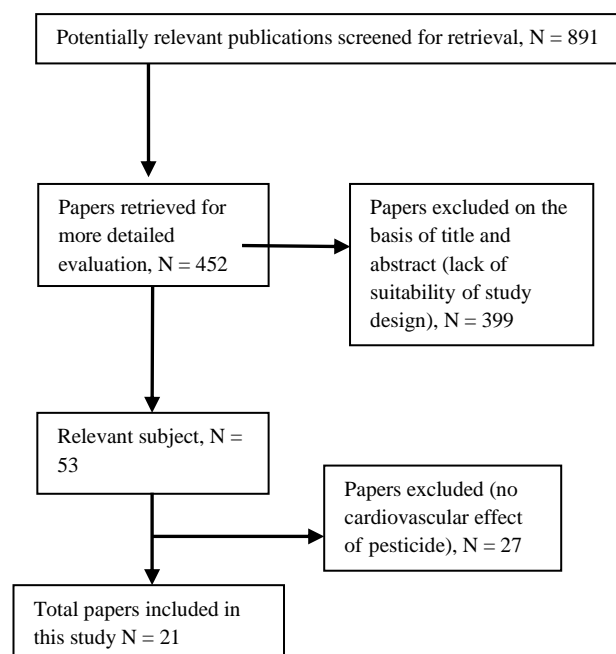 Potentially relevant publications screened for retrieval, N = 891
Papers retrieved for
more detailed
evaluation, N = 452
Papers excluded on the
basis of title and
abstract (lack of
suitability of study
design), N = 399
Relevant subject, N =
53
Papers excluded (no
cardiovascular effect
of pesticide), N = 27
Total papers included in
this study N = 21